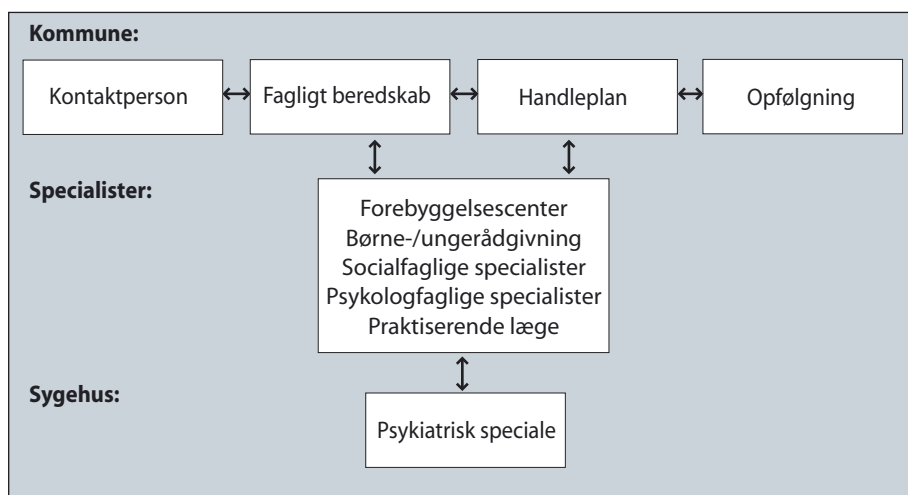 Kommune:
Kontaktperson
Fagligt beredskab
Handleplan
Opfølgning
Specialister:
Forebyggelsescenter
Børne-/ungerådgivning
Socialfaglige specialister
Psykologfaglige specialister
Praktiserende læge
Sygehus:
Psykiatrisk speciale